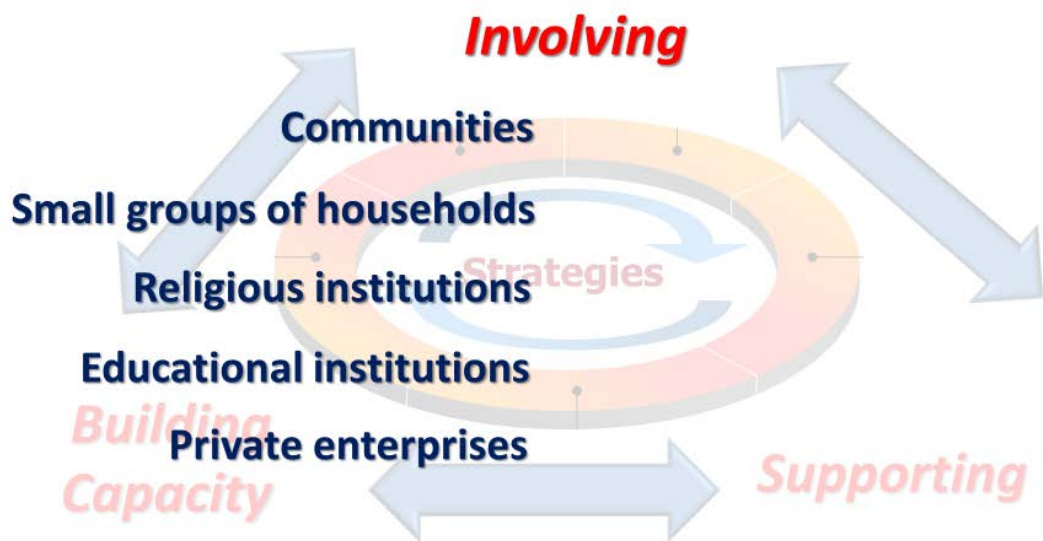 Involving
Communities
Small groups of households
Strategies
Religious institutions
Educational institutions
Building
Capacity
Private enterprises
Supporting